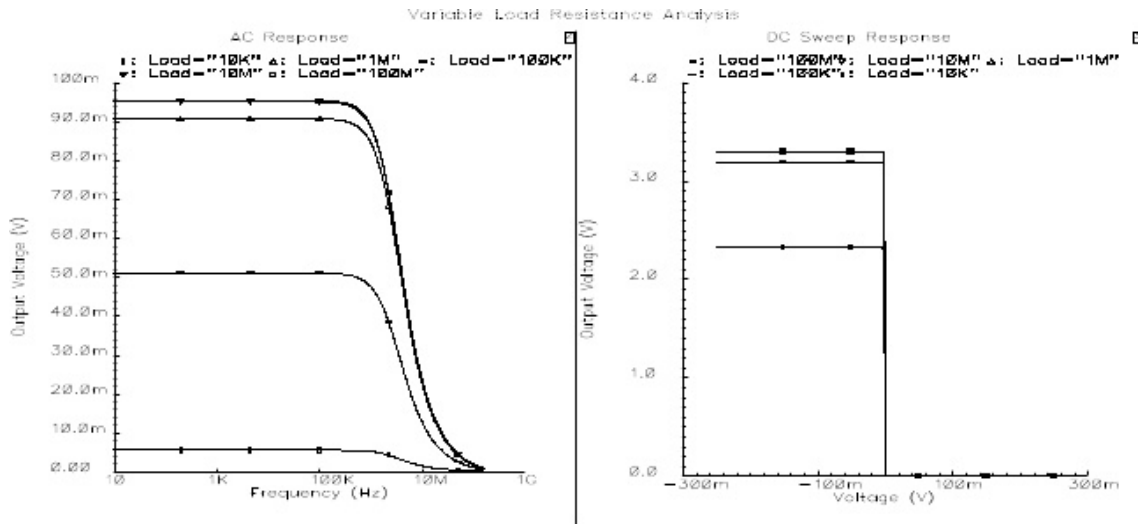 Variable Load Resistance Analysis
AC Response
Load="10K" Load="1M" Load="100K"
Load="10M" Load="100M"
100m
90.0m
80.0m
70.0m
60.0m
50.0m
40.0m
30.0m
20.0m
10.0m
0.00
Output Voltage (V)
10 1K 100K 10M 1G
Frequency (Hz)
DC Sweep Response
Load="100M" Load="10M" Load="1M"
Load="100K" Load="10K"
4.0
3.0
2.0
1.0
0.0
Output Voltage (V)
-300m -100m 100m 300m
Voltage (V)